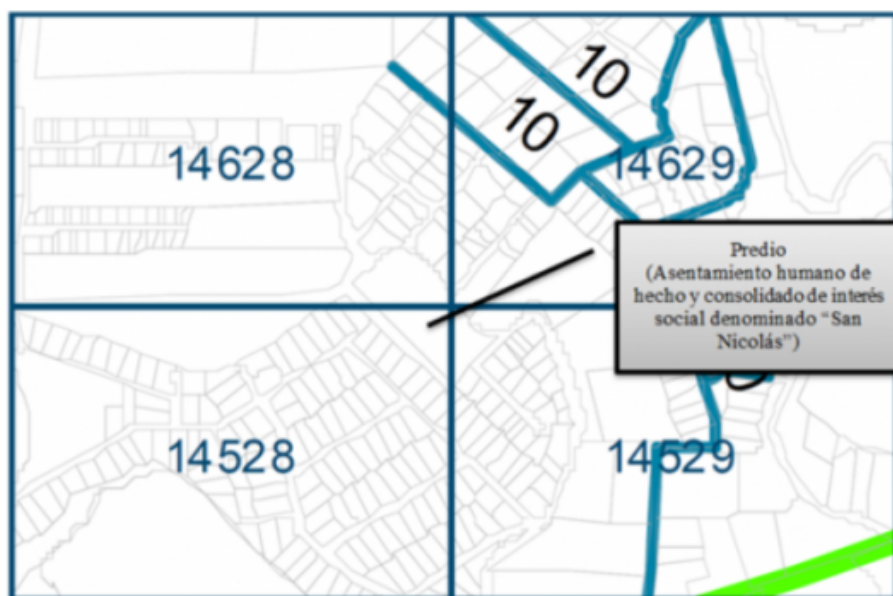 10
10
14628
14629
Predio
(Asentamiento humano de
hecho y consolidado de interés
social denominado “San
Nicolás”)
14528
14529